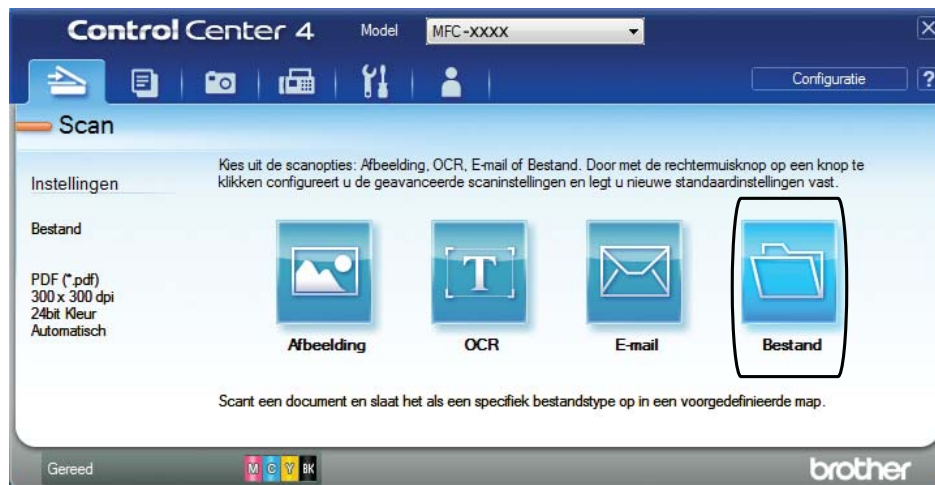 Control Center 4 Model MFC-XXXX X
Configuratie ?
Scan
Kies uit de scanopties: Afbeelding, OCR, E-mail of Bestand. Door met de rechtermuisknop op een knop te
klikken configureert u de geavanceerde scaninstellingen en legt u nieuwe standaardinstellingen vast.
Instellingen
Bestand
PDF (*.pdf)
300 x 300 dpi
24bit Kleur
Automatisch
T
Afbeelding OCR E-mail Bestand
Scant een document en slaat het als een specifiek bestandstype op in een voorgedefinieerde map.
Gereed M C Y BK brother